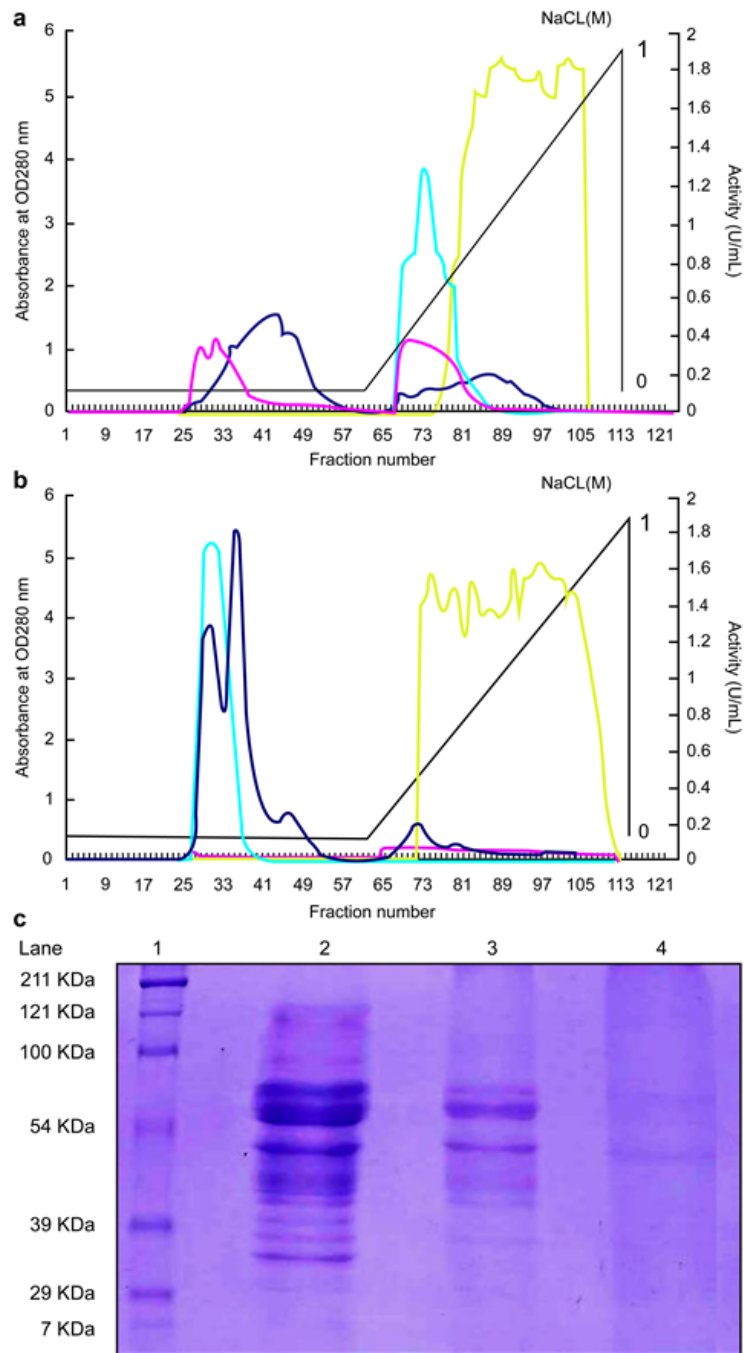 a
NaCL(M)
6
5
4
3
2
1
0
Absorbance at OD280 nm
1
0
2
1.8
1.6
1.4
1.2
1
0.8
0.6
0.4
0.2
0
Activity (U/mL)
1 9 17 25 33 41 49 57 65 73 81 89 97 105 113 121
Fraction number
b
NaCL(M)
6
5
4
3
2
1
0
Absorbance at OD280 nm
1
0
2
1.8
1.6
1.4
1.2
1
0.8
0.6
0.4
0.2
0
Activity (U/mL)
1 9 17 25 33 41 49 57 65 73 81 89 97 105 113 121
Fraction number
c
Lane 1 2 3 4
211 KDa
121 KDa
100 KDa
54 KDa
39 KDa
29 KDa
7 KDa